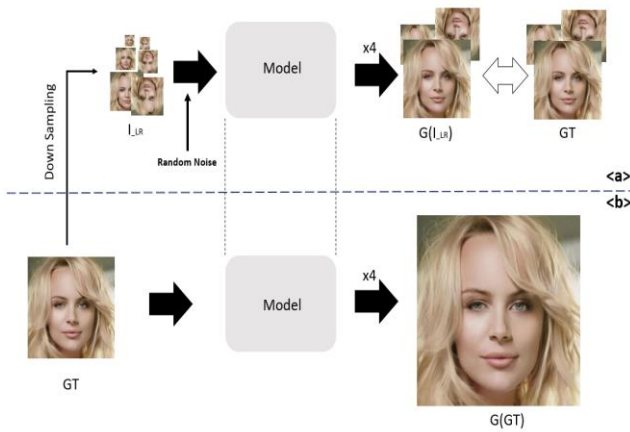 Down Sampling
I_LR
Random Noise
Model
x4
G(I_LR)
GT
<a>
<b>
GT
Model
x4
G(GT)